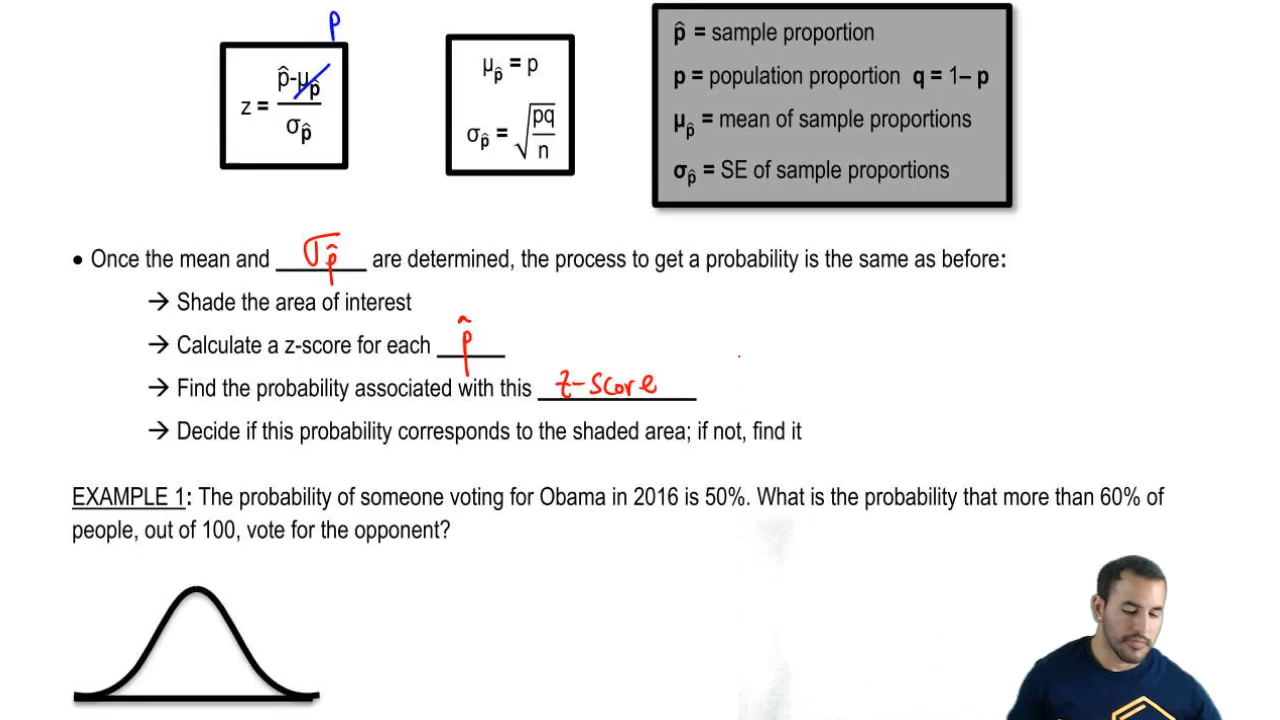 p
z = p̂-μp̂ / σp̂
μp̂ = p
σp̂ = √pq/n
p̂ = sample proportion
p = population proportion q = 1– p
μp̂ = mean of sample proportions
σp̂ = SE of sample proportions
• Once the mean and σp̂ are determined, the process to get a probability is the same as before:
→ Shade the area of interest
→ Calculate a z-score for each p̂
→ Find the probability associated with this z-score
→ Decide if this probability corresponds to the shaded area; if not, find it
EXAMPLE 1: The probability of someone voting for Obama in 2016 is 50%. What is the probability that more than 60% of
people, out of 100, vote for the opponent?